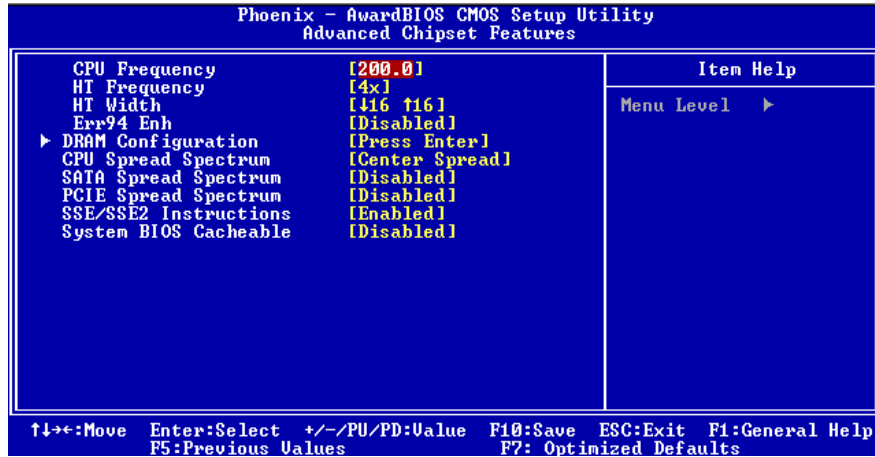 Phoenix - AwardBIOS CMOS Setup Utility
Advanced Chipset Features
CPU Frequency [200.0]
HT Frequency [4x]
HT Width [↓16 ↑16]
Err94 Enh [Disabled]
▶ DRAM Configuration [Press Enter]
CPU Spread Spectrum [Center Spread]
SATA Spread Spectrum [Disabled]
PCIE Spread Spectrum [Disabled]
SSE/SSE2 Instructions [Enabled]
System BIOS Cacheable [Disabled]
Item Help
Menu Level ▶
↑↓→←:Move Enter:Select +/-/PU/PD:Value F10:Save ESC:Exit F1:General Help
F5:Previous Values F7: Optimized Defaults